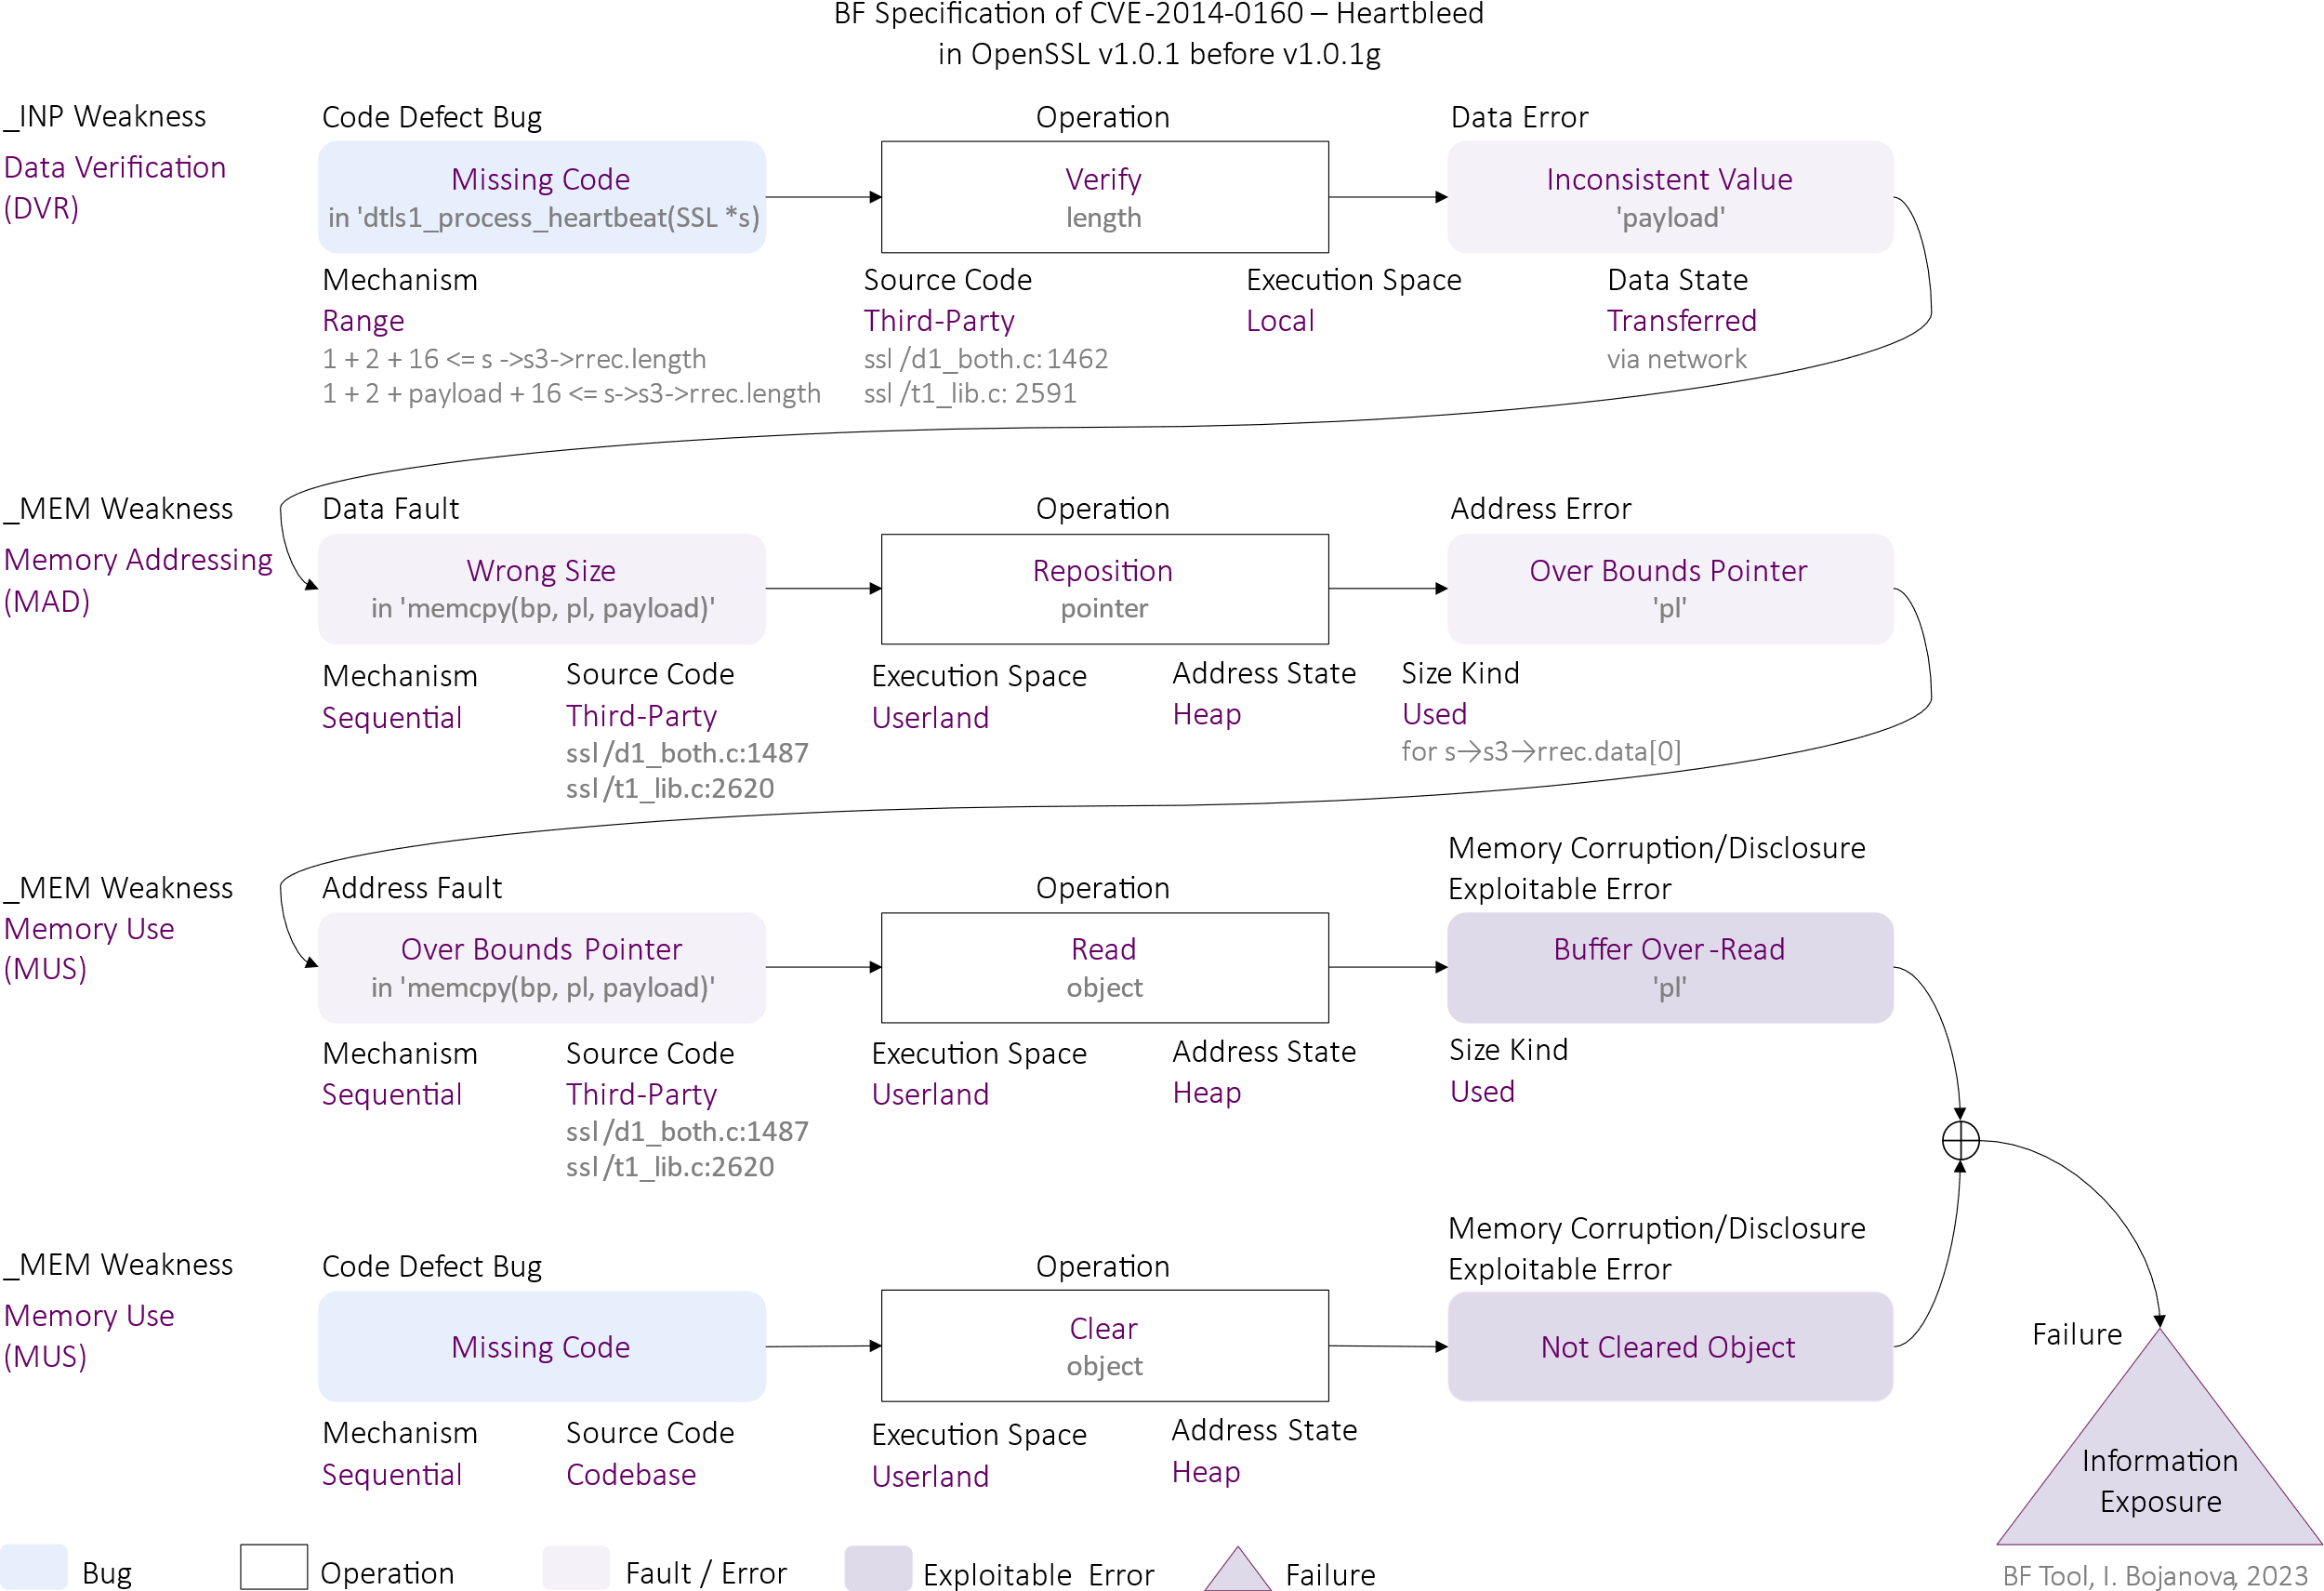 BF Specification of CVE-2014-0160 – Heartbleed
in OpenSSL v1.0.1 before v1.0.1g
_INP Weakness
Data Verification
(DVR)
Code Defect Bug
Operation
Data Error
Missing Code
in 'dtls1_process_heartbeat(SSL *s)
Verify
length
Inconsistent Value
'payload'
Mechanism
Range
1 + 2 + 16 <= s ->s3->rrec.length
1 + 2 + payload + 16 <= s->s3->rrec.length
Source Code
Third-Party
ssl /d1_both.c: 1462
ssl /t1_lib.c: 2591
Execution Space
Local
Data State
Transferred
via network
_MEM Weakness
Memory Addressing
(MAD)
Data Fault
Operation
Address Error
Wrong Size
in 'memcpy(bp, pl, payload)'
Reposition
pointer
Over Bounds Pointer
'pl'
Mechanism
Sequential
Source Code
Third-Party
ssl /d1_both.c:1487
ssl /t1_lib.c:2620
Execution Space
Userland
Address State
Heap
Size Kind
Used
for s→s3→rrec.data[0]
_MEM Weakness
Memory Use
(MUS)
Address Fault
Operation
Memory Corruption/Disclosure
Exploitable Error
Over Bounds Pointer
in 'memcpy(bp, pl, payload)'
Read
object
Buffer Over-Read
'pl'
Mechanism
Sequential
Source Code
Third-Party
ssl /d1_both.c:1487
ssl /t1_lib.c:2620
Execution Space
Userland
Address State
Heap
Size Kind
Used
_MEM Weakness
Memory Use
(MUS)
Code Defect Bug
Operation
Memory Corruption/Disclosure
Exploitable Error
Missing Code
Clear
object
Not Cleared Object
Mechanism
Sequential
Source Code
Codebase
Execution Space
Userland
Address State
Heap
Failure
Information
Exposure
Bug
Operation
Fault / Error
Exploitable Error
Failure
BF Tool, I. Bojanova, 2023